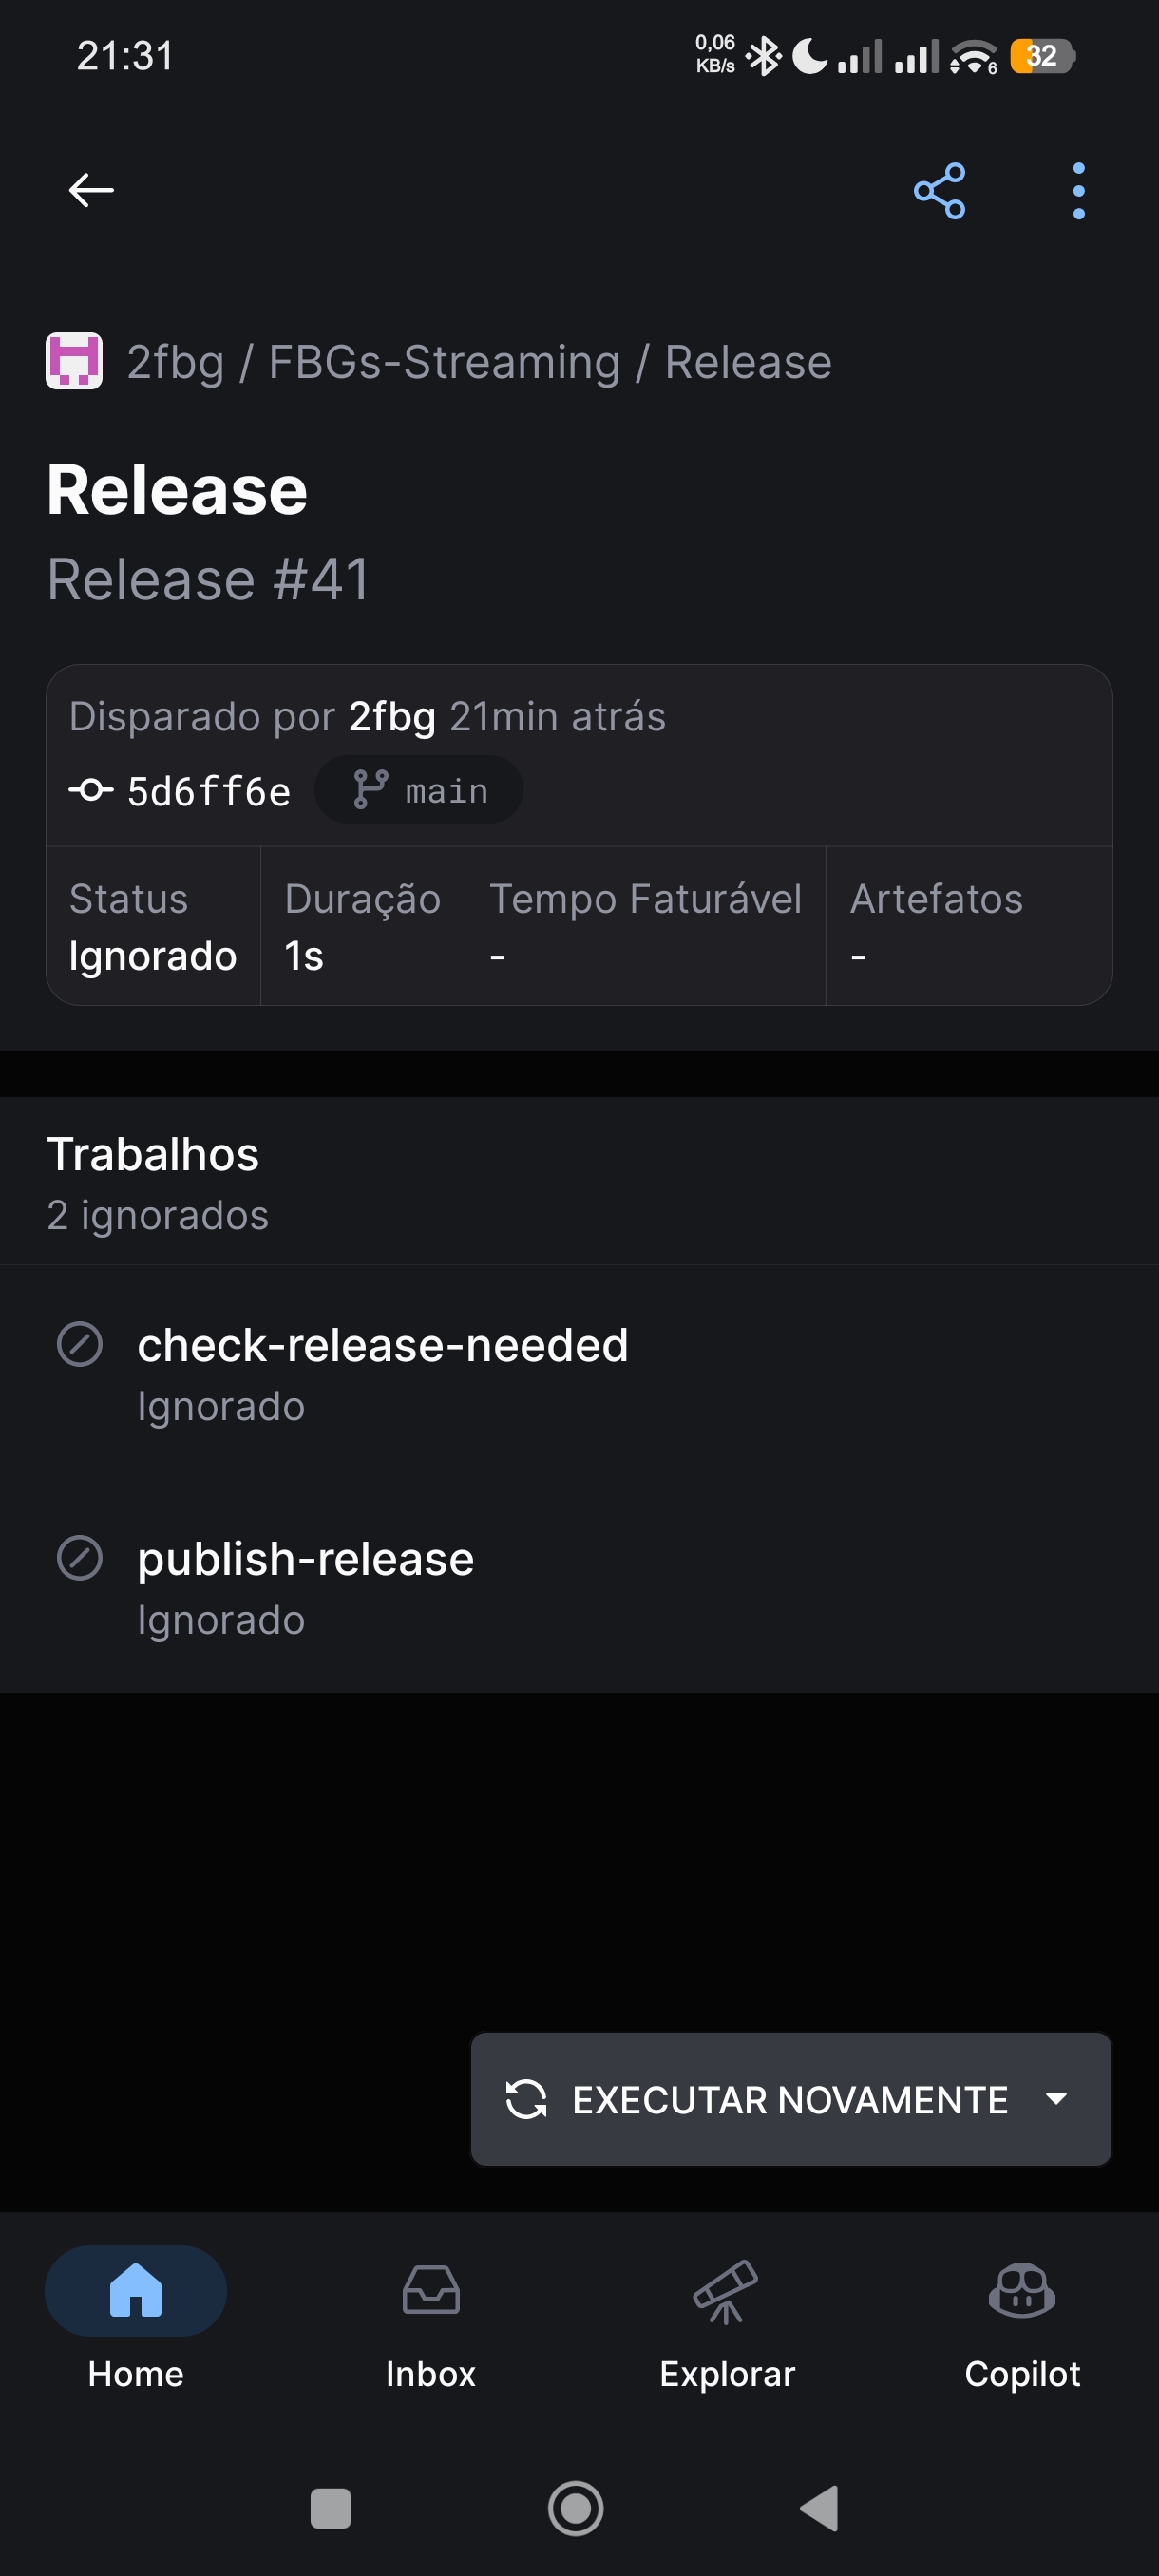 21:31
0,06
KB/s
6
32
2fbg / FBGs-Streaming / Release
Release
Release #41
Disparado por 2fbg 21min atrás
5d6ff6e main
Status Duração Tempo Faturável Artefatos
Ignorado 1s - -
Trabalhos
2 ignorados
check-release-needed
Ignorado
publish-release
Ignorado
EXECUTAR NOVAMENTE
Home Inbox Explorar Copilot